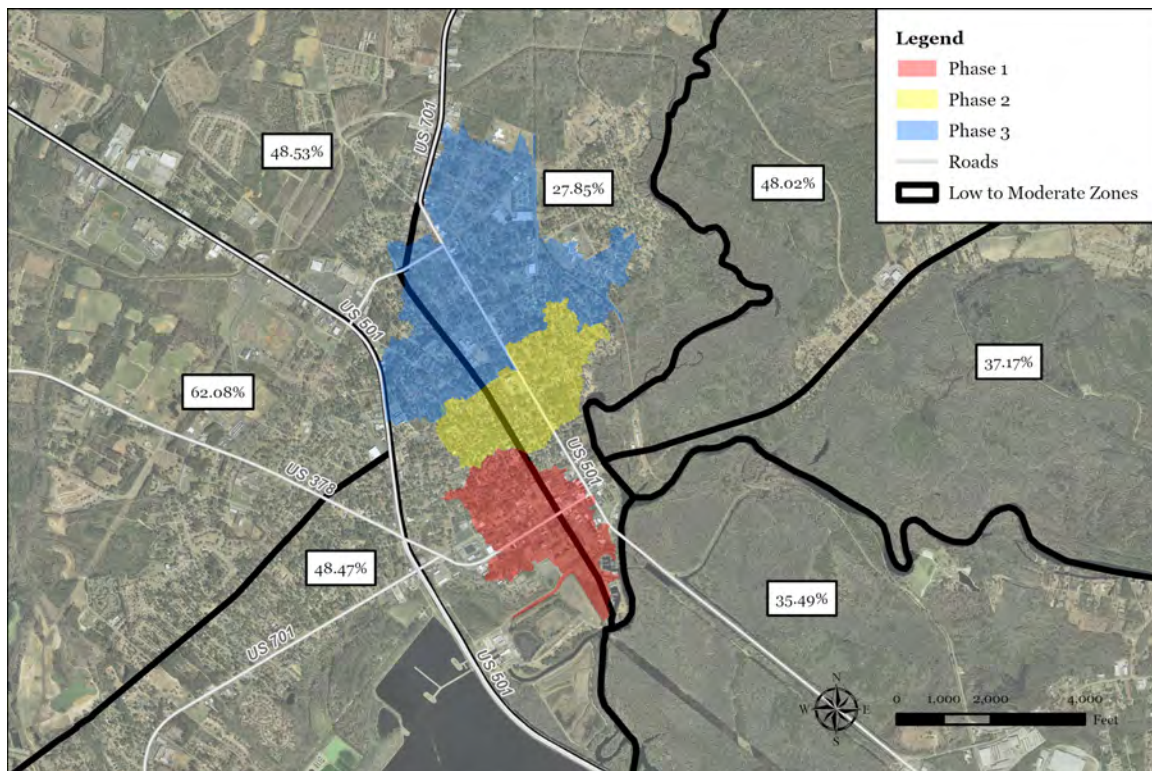 Legend
Phase 1
Phase 2
Phase 3
Roads
Low to Moderate Zones
US 701
48.53%
27.85%
48.02%
US 501
37.17%
62.08%
US 501
US 378
48.47%
35.49%
US 701
US 501
N
W E
S
0 1,000 2,000 4,000
Feet